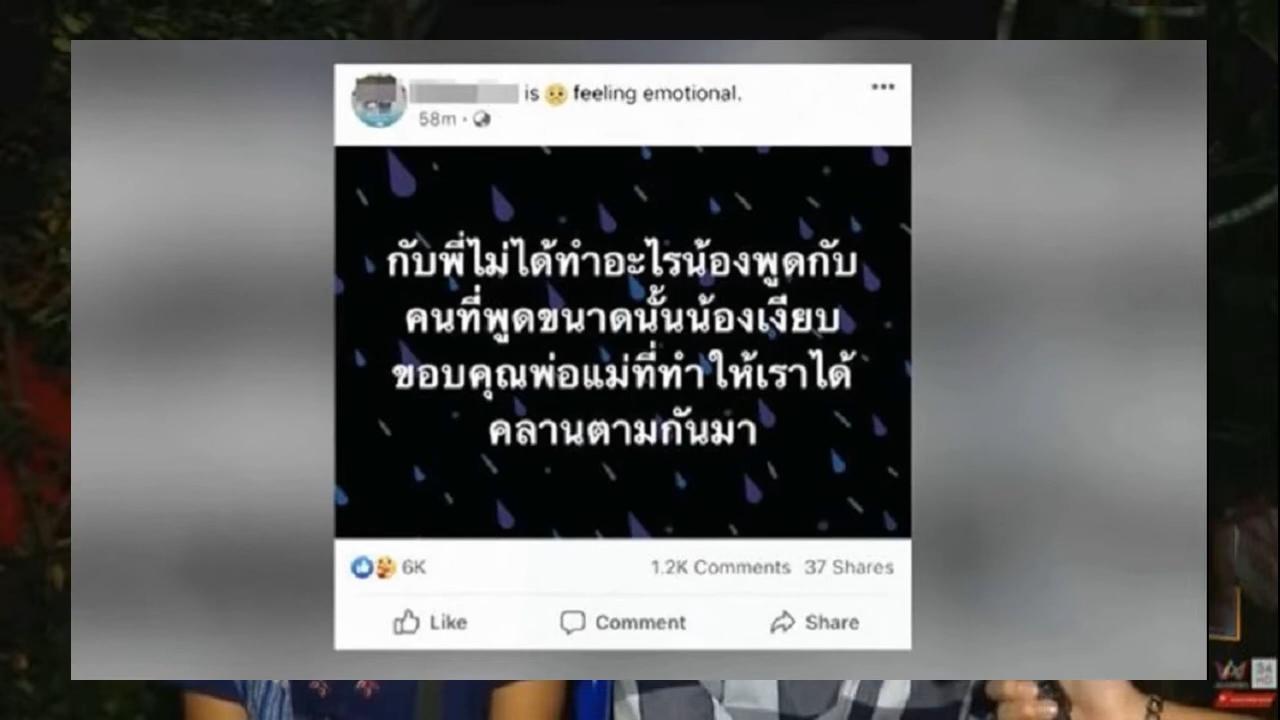 is 🥺 feeling emotional.
58m
กับพี่ไม่ได้ทำอะไรน้องพูดกับ
คนที่พูดขนาดนั้นน้องเงียบ
ขอบคุณพ่อแม่ที่ทำให้เราได้
คลานตามกันมา
6K
1.2K Comments 37 Shares
Like Comment Share
34
HD